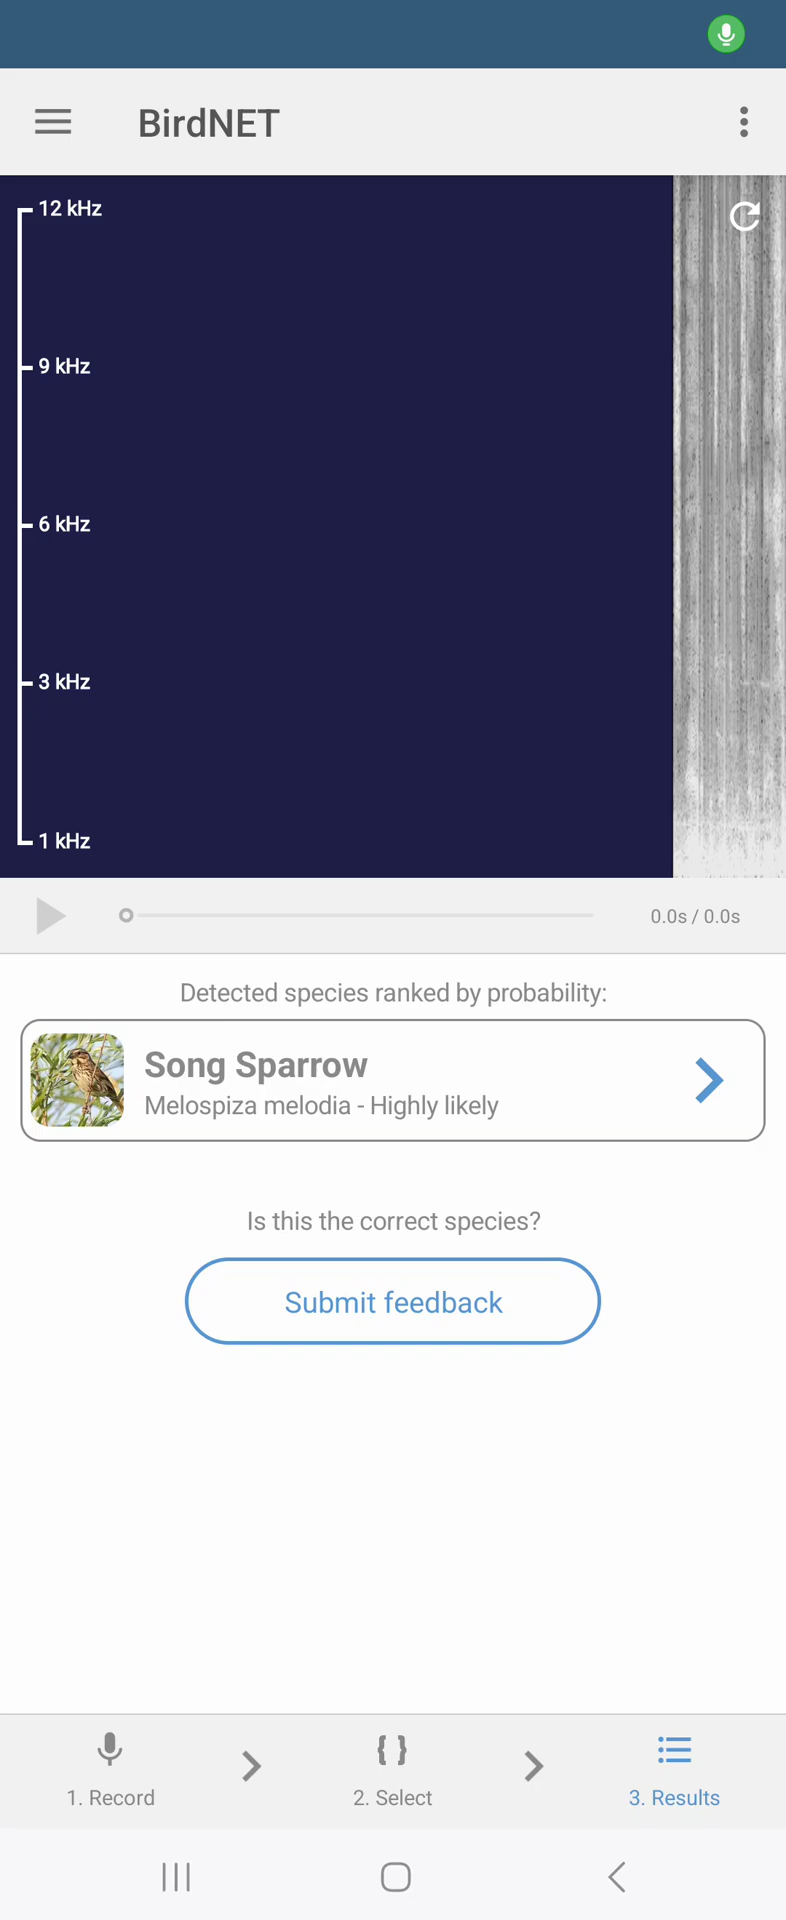 BirdNET
12 kHz
9 kHz
6 kHz
3 kHz
1 kHz
0.0s / 0.0s
Detected species ranked by probability:
Song Sparrow
Melospiza melodia - Highly likely
Is this the correct species?
Submit feedback
1. Record
2. Select
3. Results